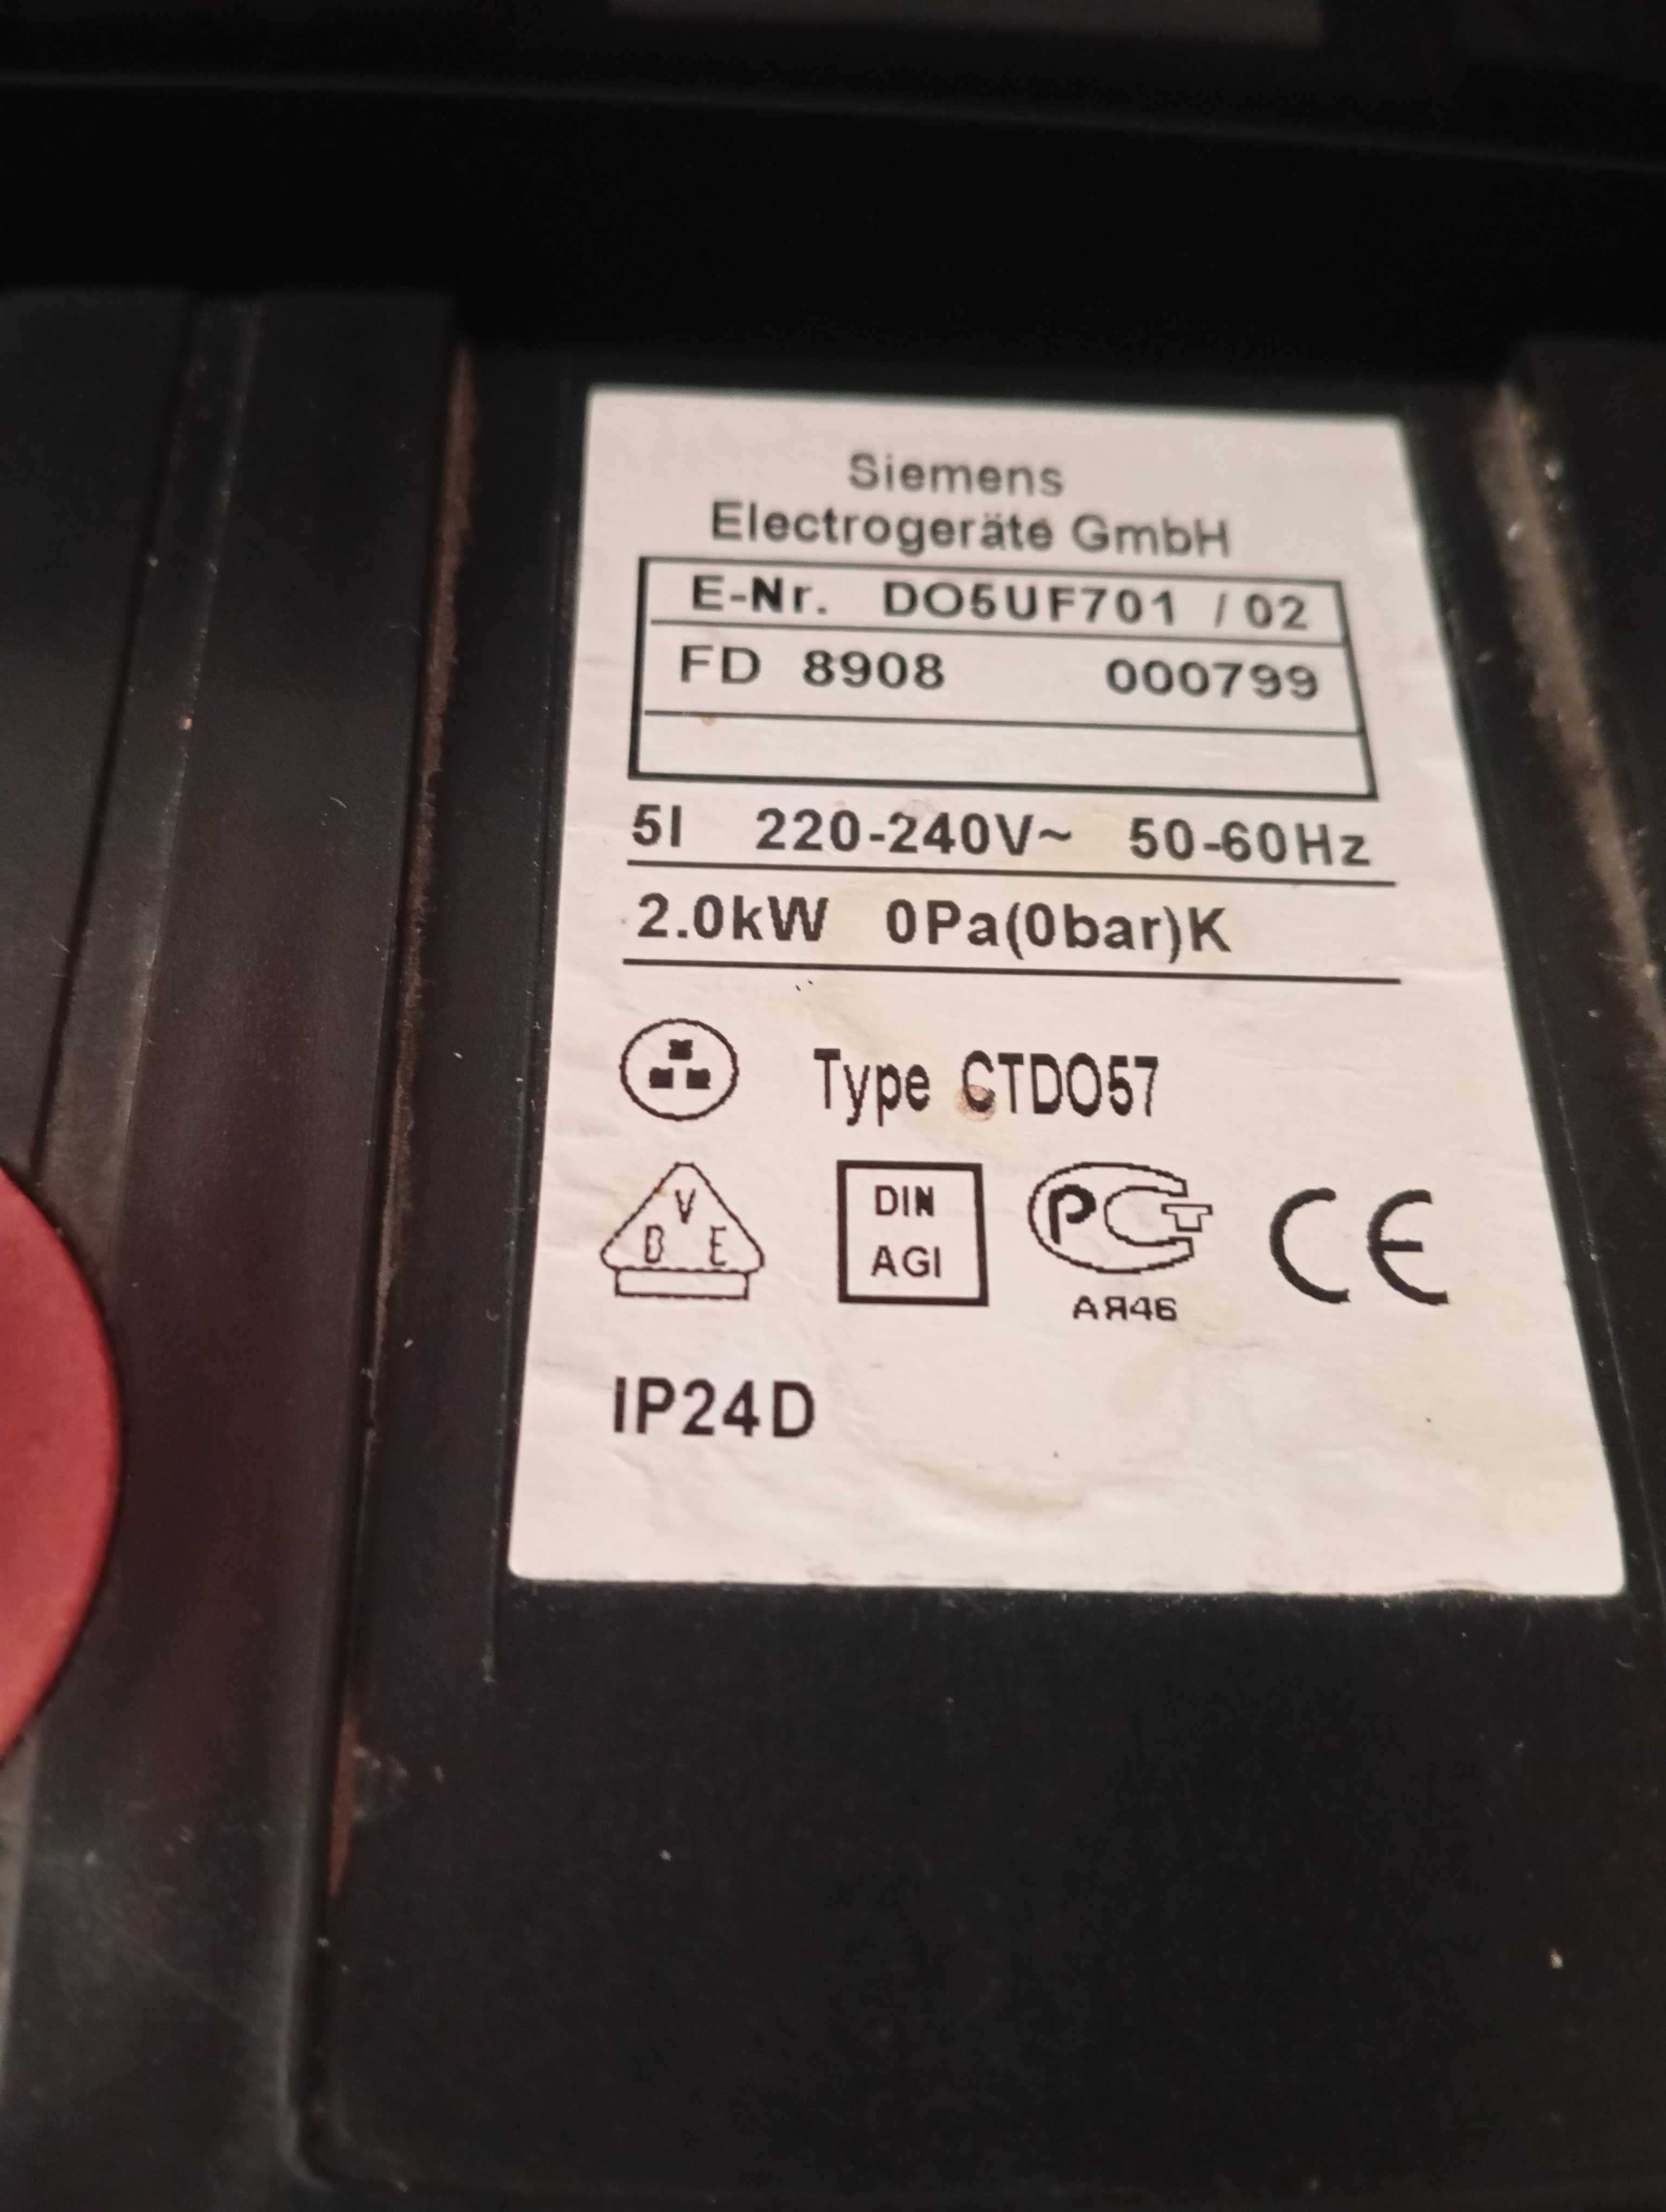 Siemens
Electrogeräte GmbH
E-Nr. DO5UF701 / 02
FD 8908 000799
5l 220-240V~ 50-60Hz
2.0kW 0Pa(0bar)K
Type CTDO57
V
D E
DIN
AGI
РСТ
АЯ46
CE
IP24D